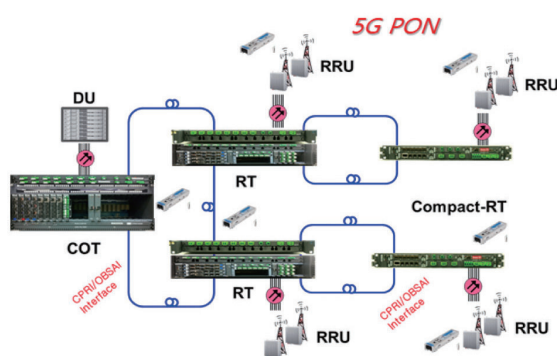 5G PON
RRU
RRU
DU
RT
COT
Compact-RT
CPRI/OBSAI
Interface
RT
CPRI/OBSAI
Interface
RRU
RRU